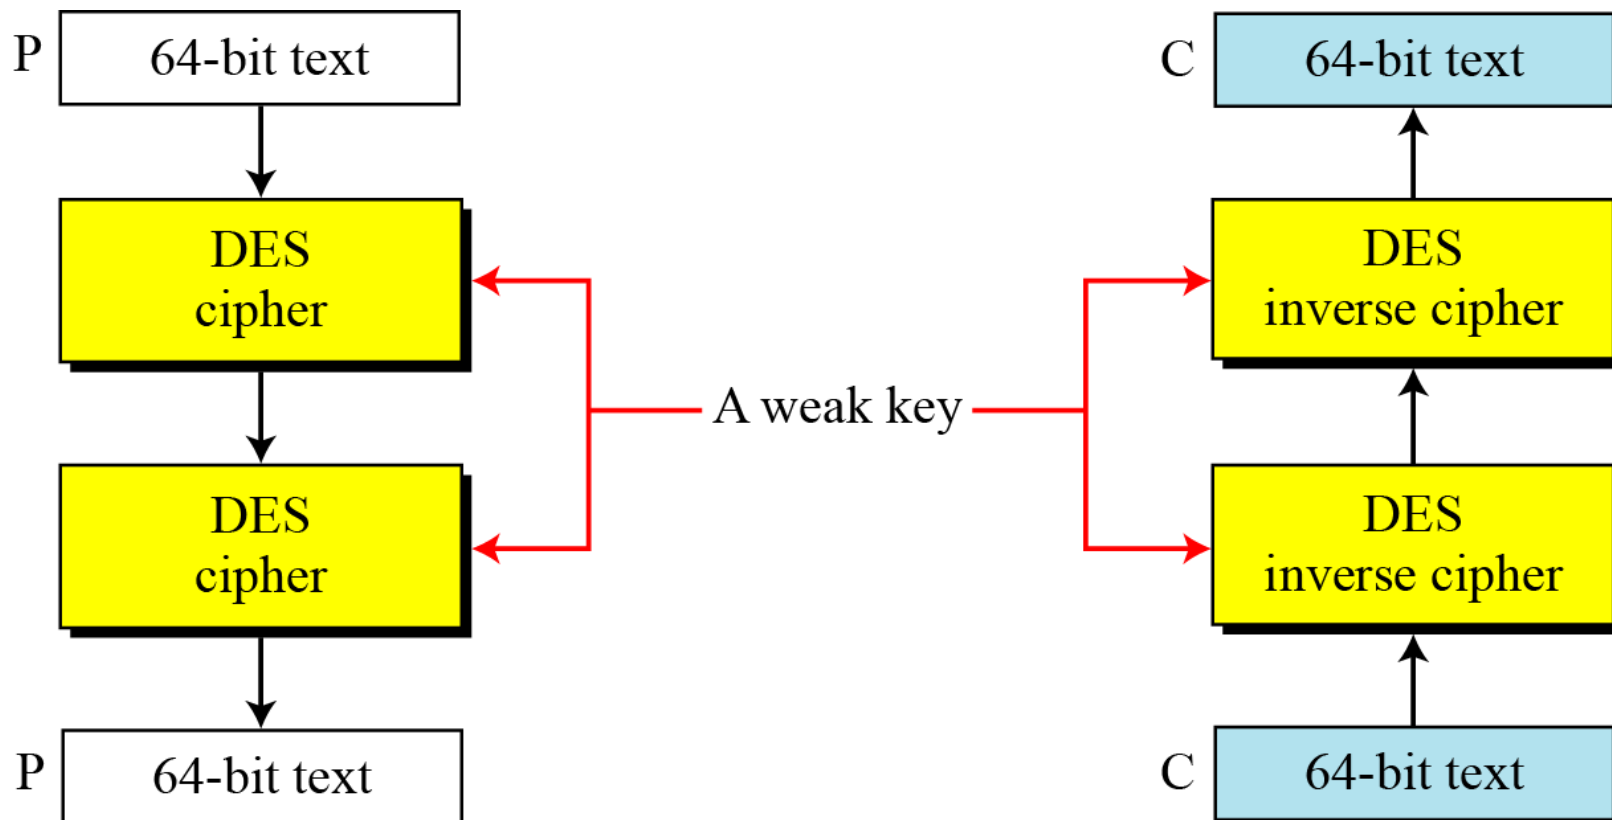 P
64-bit text
DES
cipher
DES
cipher
P
64-bit text
A weak key
C
64-bit text
DES
inverse cipher
DES
inverse cipher
C
64-bit text